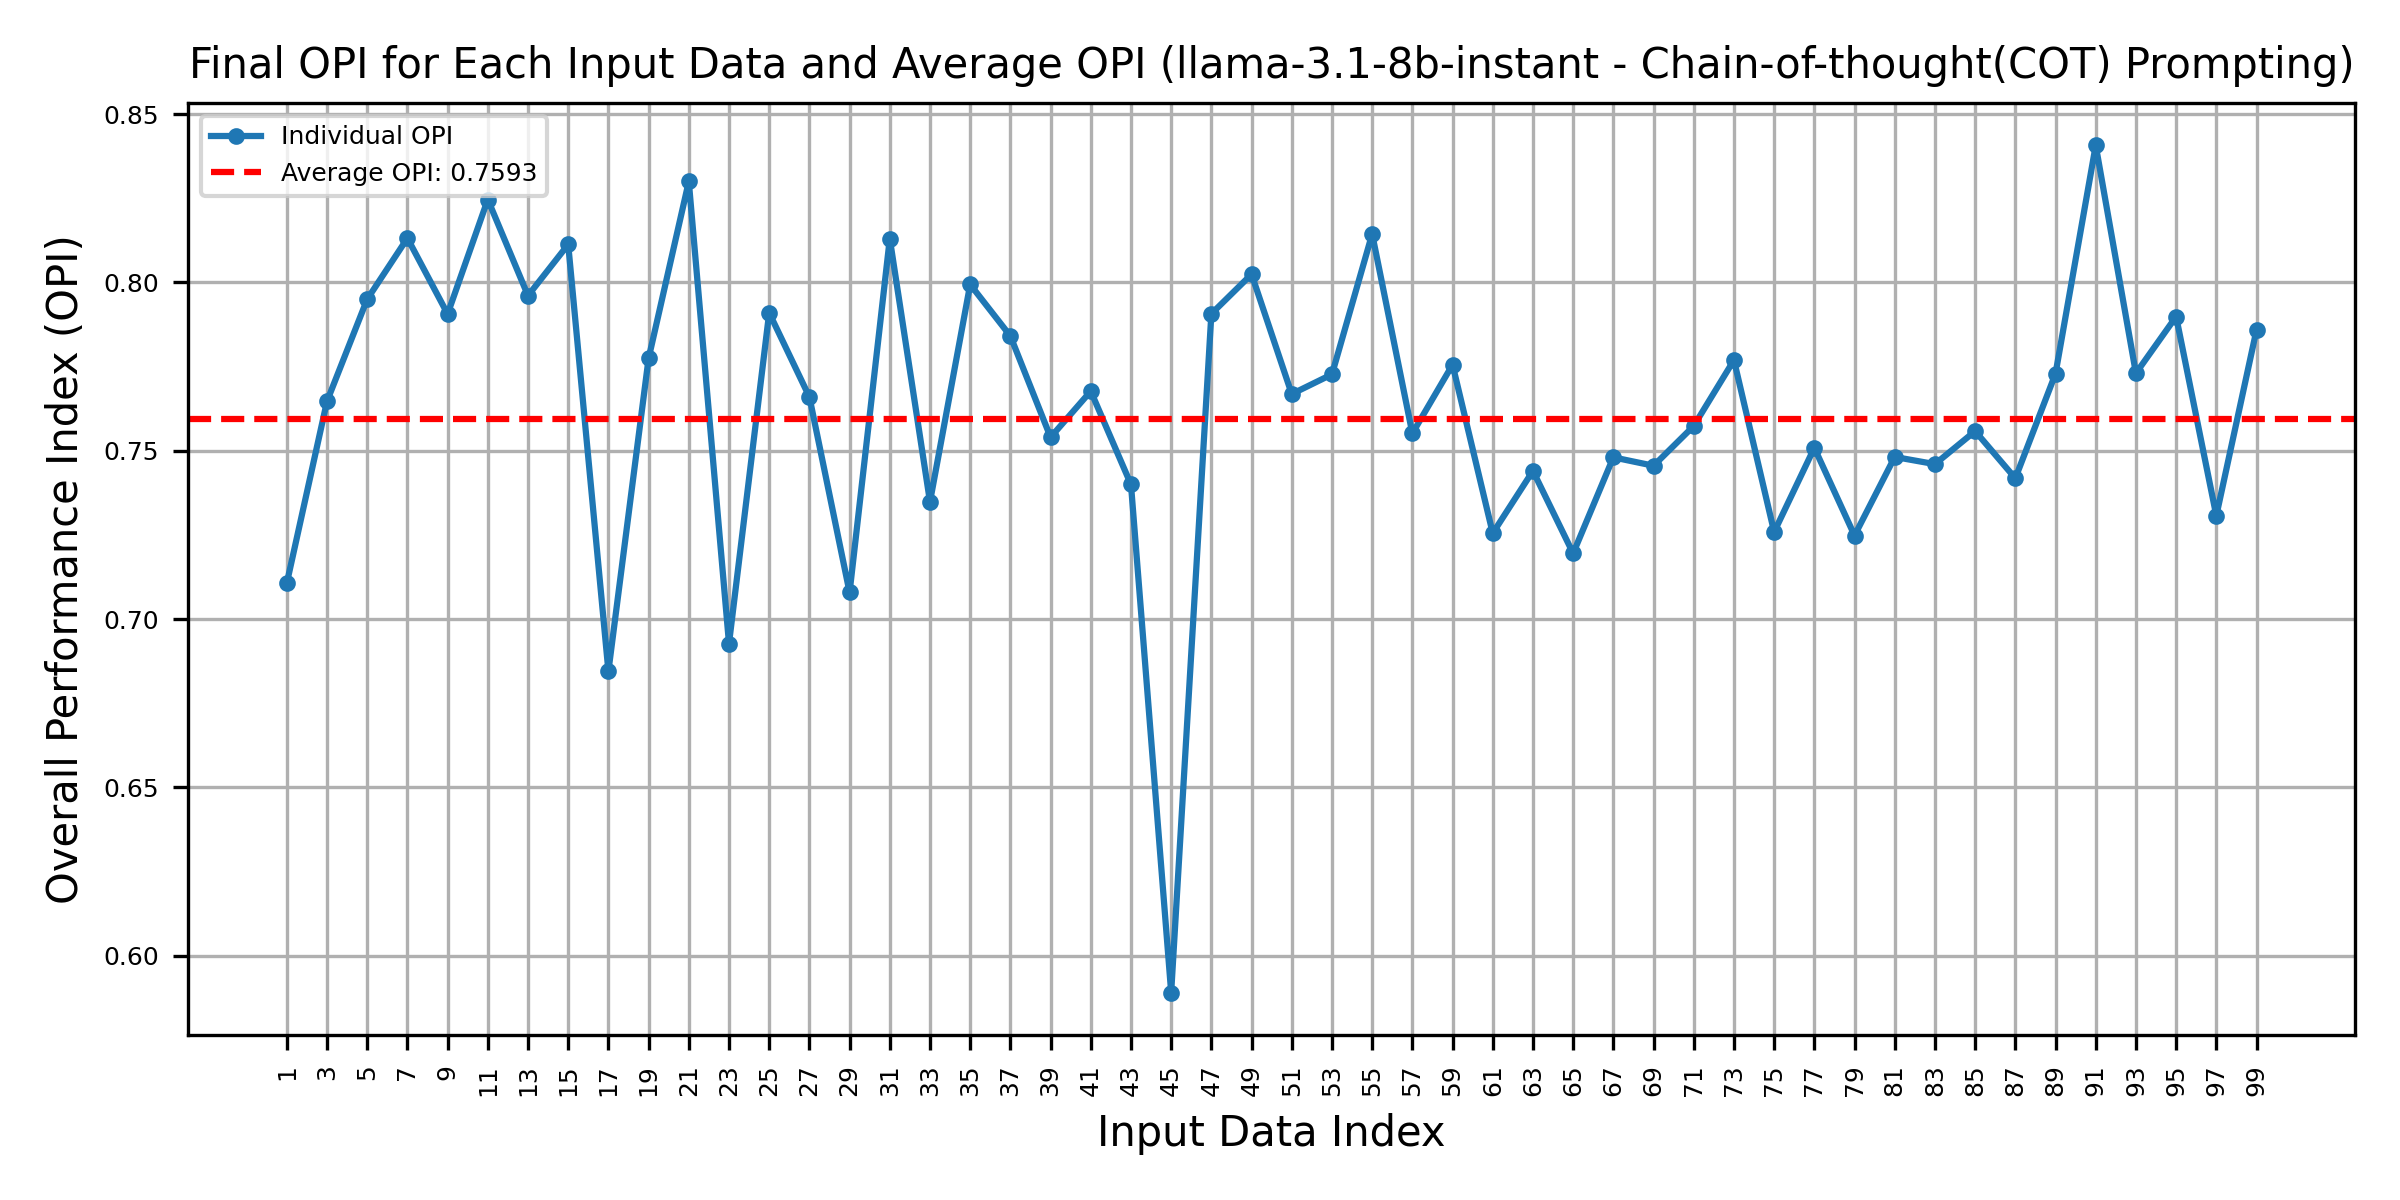 Final OPI for Each Input Data and Average OPI (llama-3.1-8b-instant - Chain-of-thought(COT) Prompting)
Individual OPI
Average OPI: 0.7593
Overall Performance Index (OPI)
0.85
0.80
0.75
0.70
0.65
0.60
1 3 5 7 9 11 13 15 17 19 21 23 25 27 29 31 33 35 37 39 41 43 45 47 49 51 53 55 57 59 61 63 65 67 69 71 73 75 77 79 81 83 85 87 89 91 93 95 97 99
Input Data Index